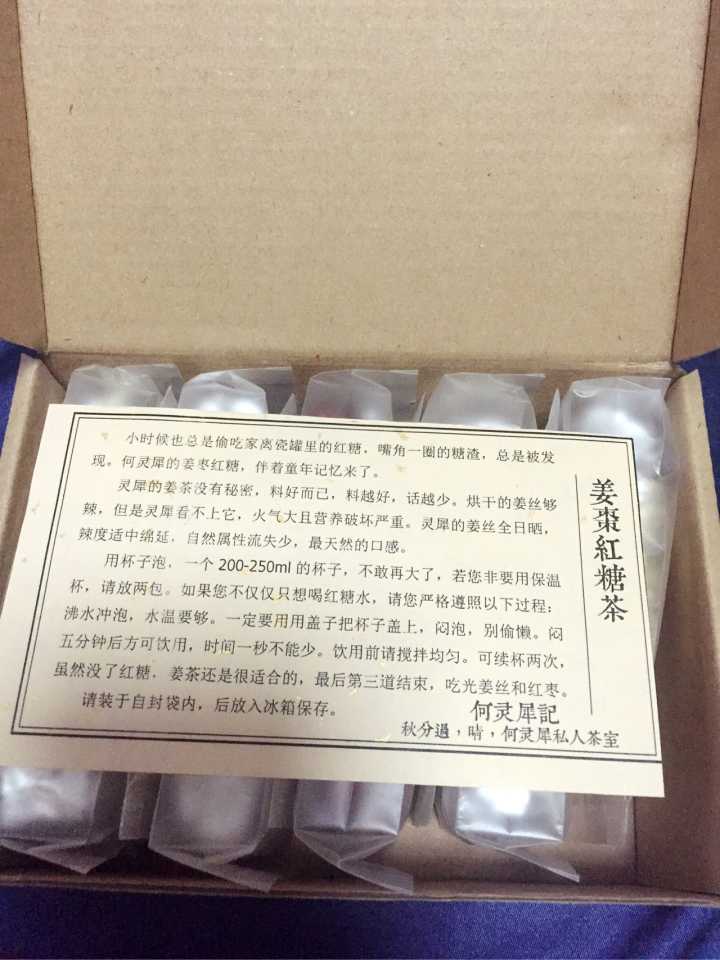 姜棗紅糖茶
小时候也总是偷吃家离瓷罐里的红糖，嘴角一圈的糖渣，总是被发
现。何灵犀的姜枣红糖，伴着童年记忆来了。
灵犀的姜茶没有秘密，料好而已，料越好，话越少。烘干的姜丝够
辣，但是灵犀看不上它，火气大且营养破坏严重。灵犀的姜丝全日晒，
辣度适中绵延，自然属性流失少，最天然的口感。
用杯子泡，一个 200-250ml 的杯子，不敢再大了，若您非要用保温
杯，请放两包。如果您不仅仅只想喝红糖水，请您严格遵照以下过程：
沸水冲泡，水温要够。一定要用用盖子把杯子盖上，闷泡，别偷懒。闷
五分钟后方可饮用，时间一秒不能少。饮用前请搅拌均匀。可续杯两次，
虽然没了红糖，姜茶还是很适合的，最后第三道结束，吃光姜丝和红枣。
请装于自封袋内，后放入冰箱保存。
何灵犀記
秋分過，晴，何灵犀私人茶室